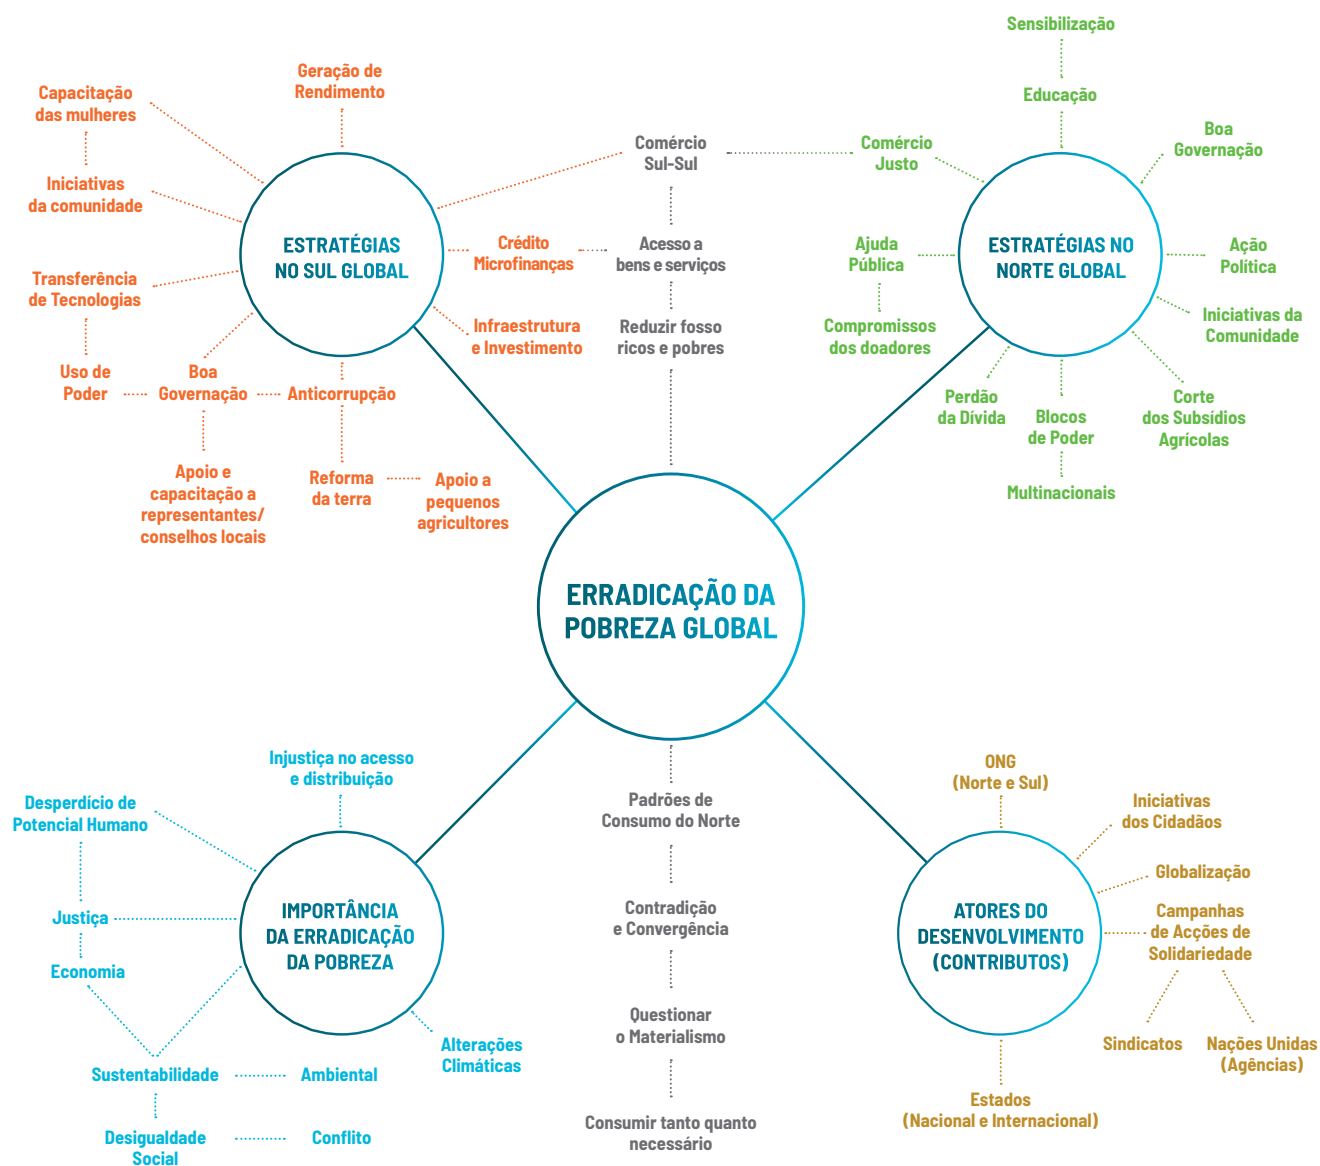 Geração de
Rendimento
Capacitação
das mulheres
Iniciativas
da comunidade
Transferência
de Tecnologias
Uso de
Poder
Boa
Governação
Anticorrupção
Apoio e
capacitação a
representantes/
conselhos locais
Reforma
da terra
Apoio a
pequenos
agricultores
ESTRATÉGIAS
NO SUL GLOBAL
Crédito
Microfinanças
Infraestrutura
e Investimento
Comércio
Sul-Sul
Acesso a
bens e serviços
Reduzir fosso
ricos e pobres
Sensibilização
Educação
Boa
Governação
Comércio
Justo
Ajuda
Pública
Compromissos
dos doadores
ESTRATÉGIAS NO
NORTE GLOBAL
Ação
Política
Iniciativas da
Comunidade
Perdão
da Dívida
Blocos
de Poder
Multinacionais
Corte
dos Subsídios
Agrícolas
ERRADICAÇÃO DA
POBREZA GLOBAL
Injustiça no acesso
e distribuição
Desperdício de
Potencial Humano
Justiça
Economia
IMPORTÂNCIA
DA ERRADICAÇÃO
DA POBREZA
Alterações
Climáticas
Sustentabilidade
Ambiental
Desigualdade
Social
Conflito
Padrões de
Consumo do Norte
Contradição
e Convergência
Questionar
o Materialismo
Consumir tanto quanto
necessário
ONG
(Norte e Sul)
Iniciativas
dos Cidadãos
Globalização
Campanhas
de Acções de
Solidariedade
ATORES DO
DESENVOLVIMENTO
(CONTRIBUTOS)
Sindicatos
Nações Unidas
(Agências)
Estados
(Nacional e Internacional)